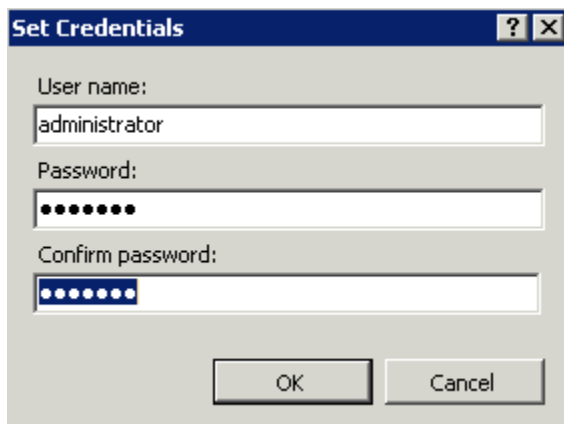 Set Credentials
User name:
administrator
Password:
●●●●●●●
Confirm password:
●●●●●●●
OK Cancel